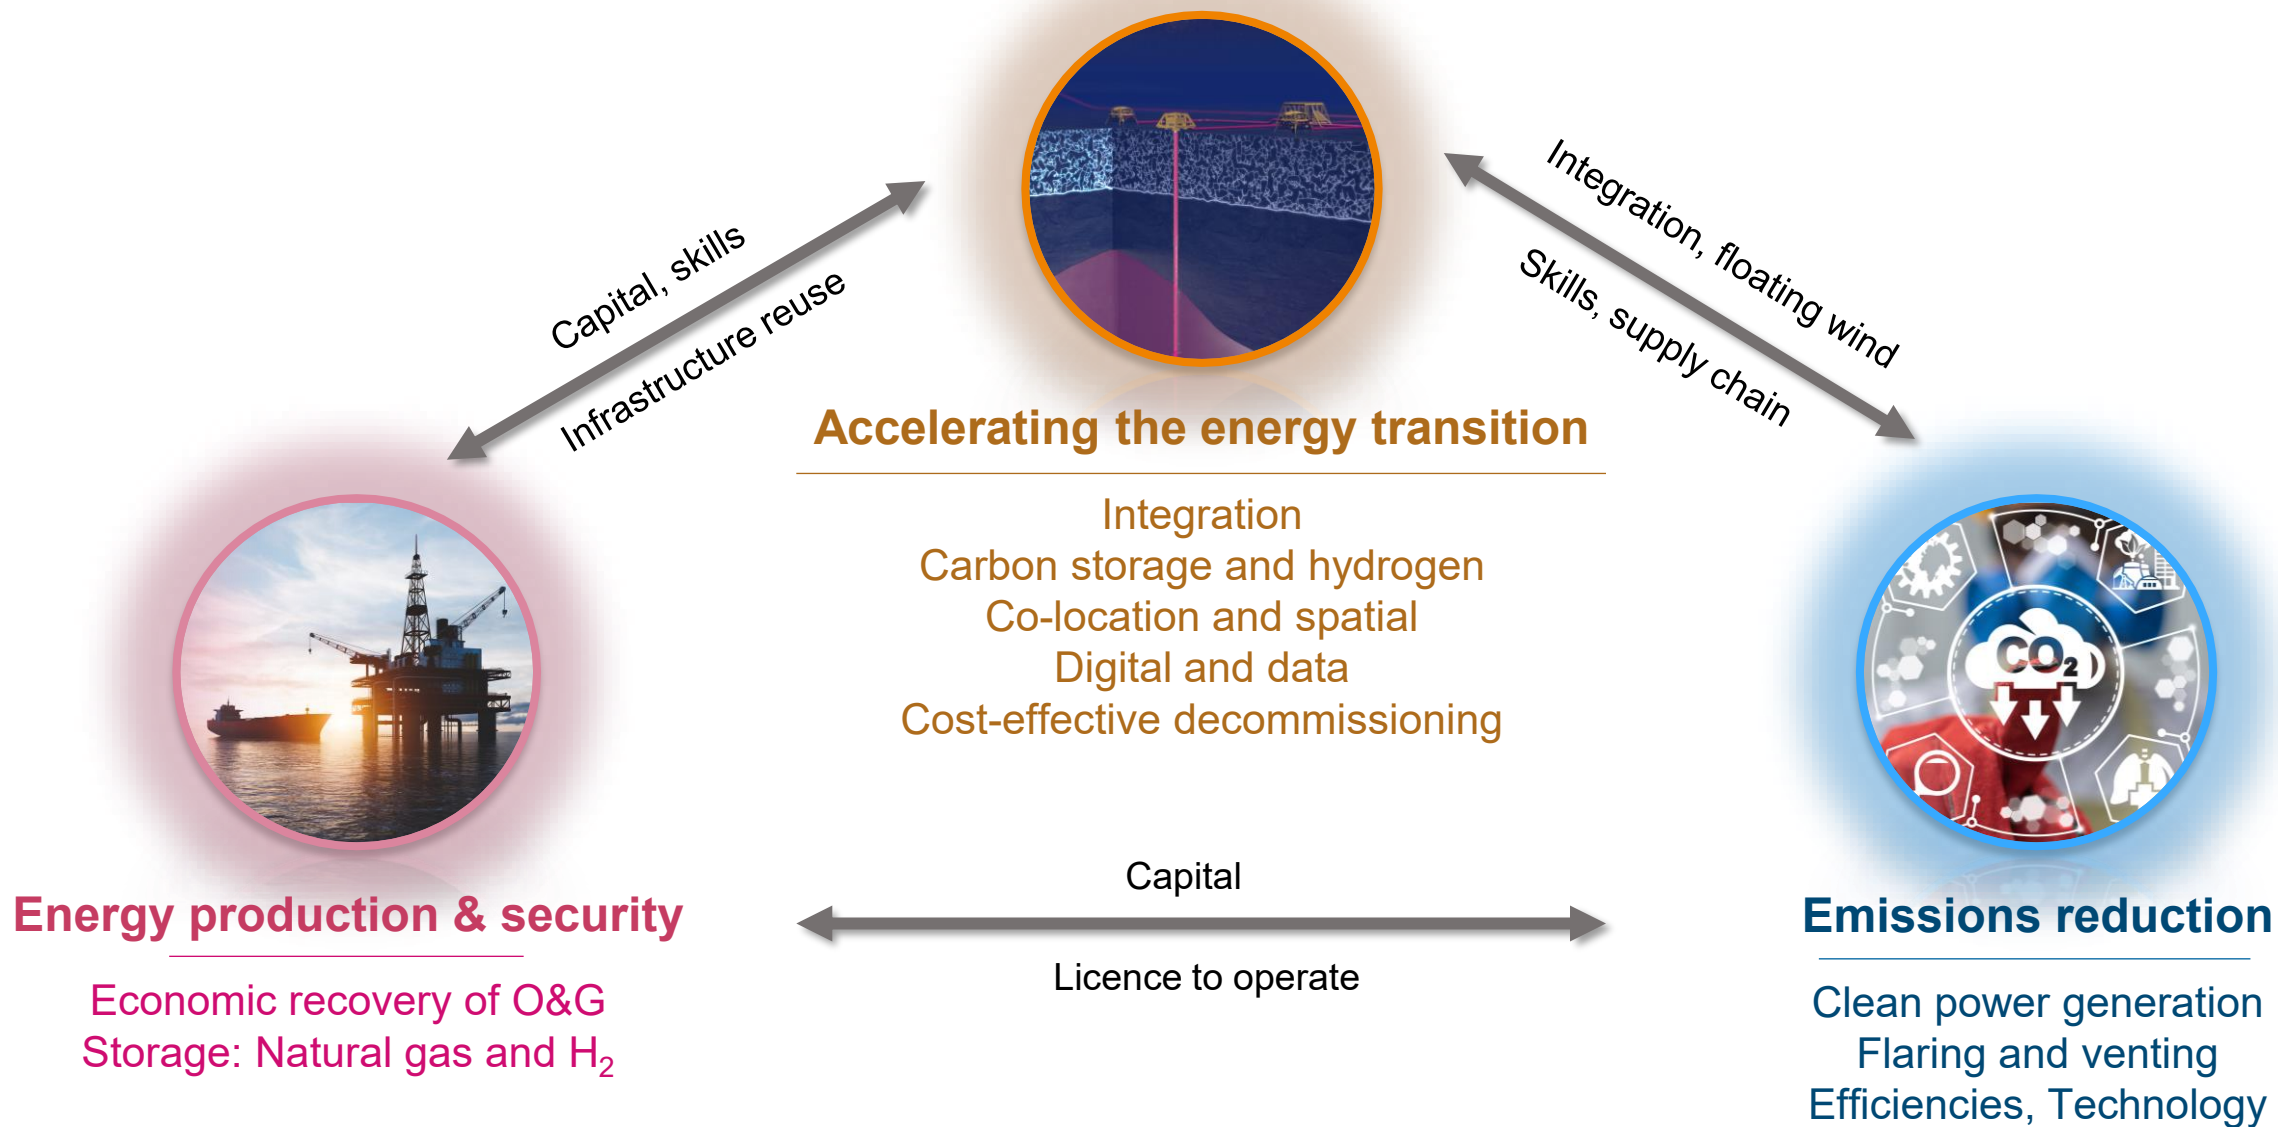 Integration, floating wind
Skills, supply chain
Capital, skills
Infrastructure reuse
Accelerating the energy transition
Integration
Carbon storage and hydrogen
Co-location and spatial
Digital and data
Cost-effective decommissioning
CO₂
Capital
Licence to operate
Energy production & security
Economic recovery of O&G
Storage: Natural gas and H₂
Emissions reduction
Clean power generation
Flaring and venting
Efficiencies, Technology